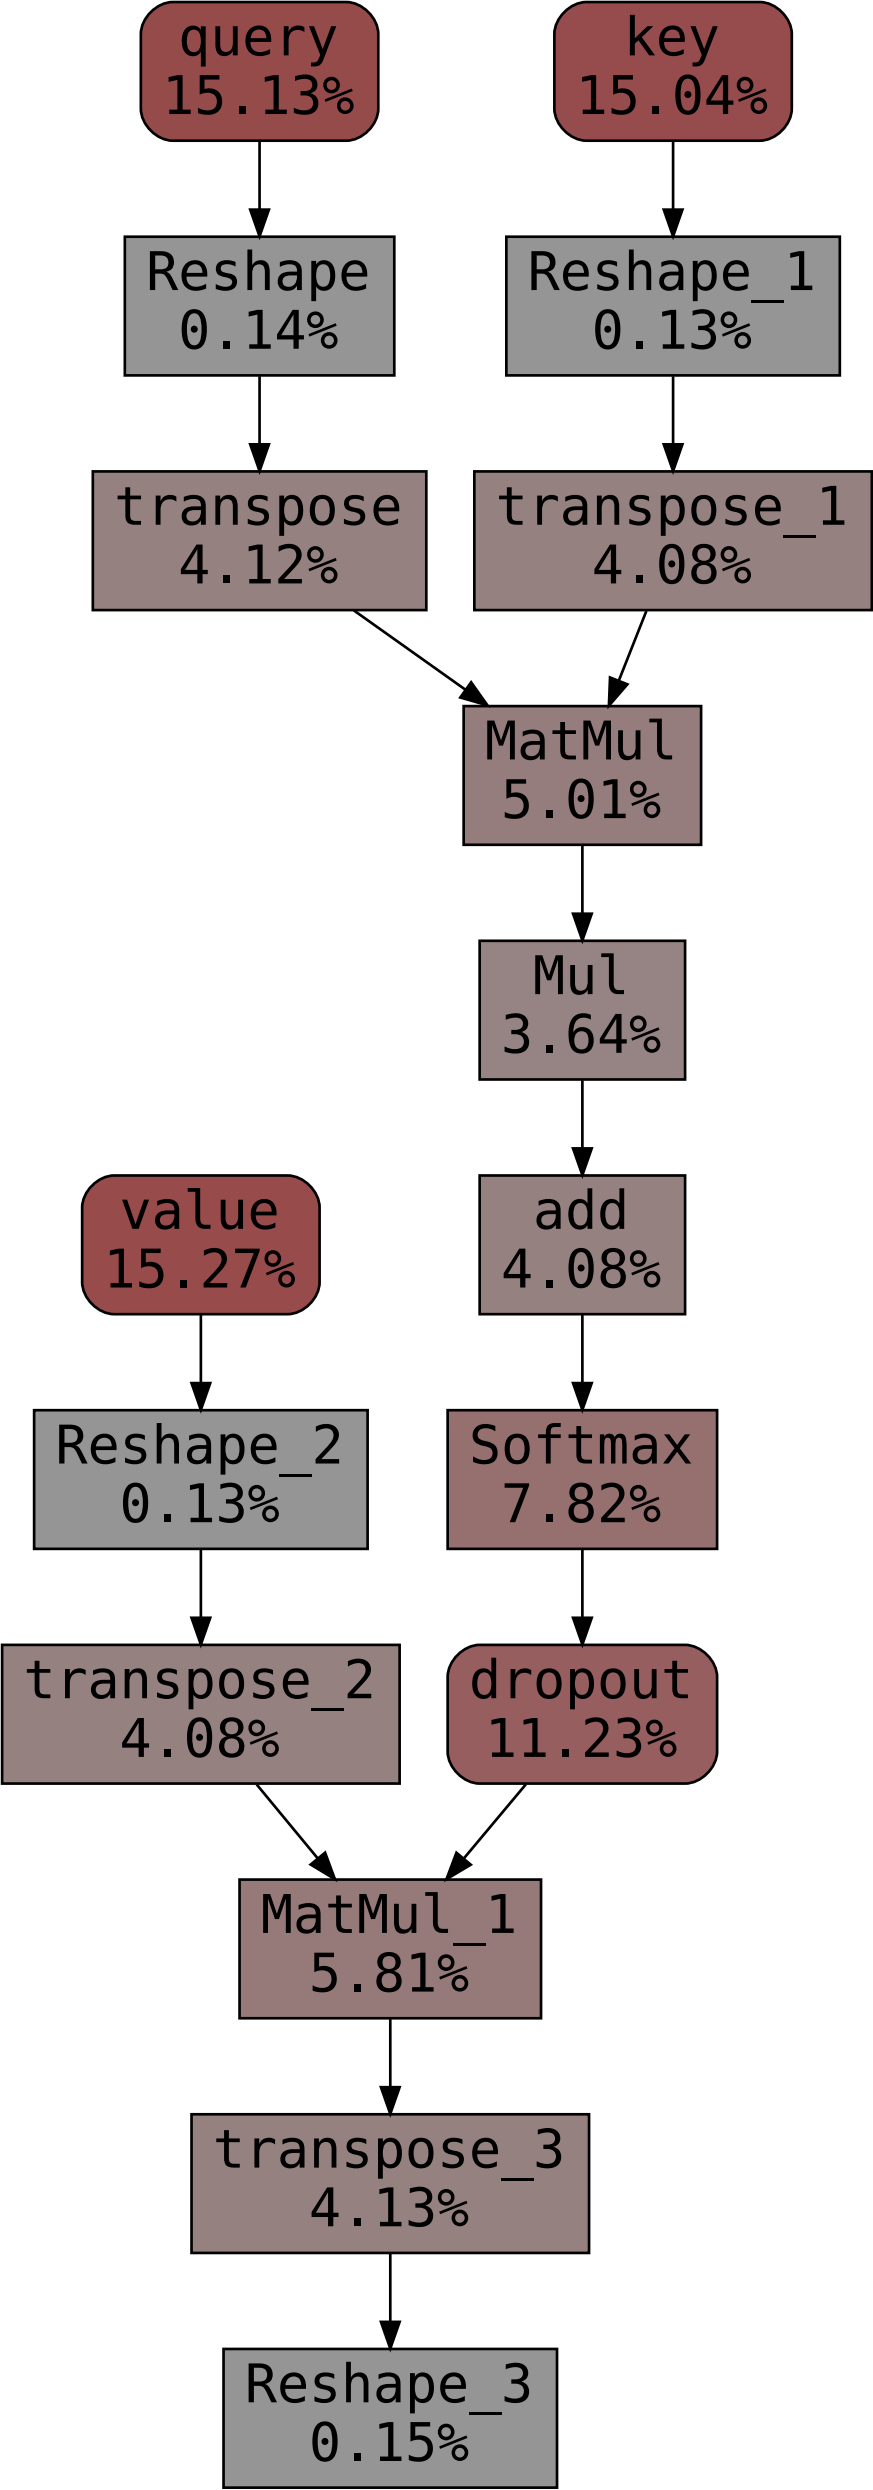 query
15.13%
key
15.04%
Reshape
0.14%
Reshape_1
0.13%
transpose
4.12%
transpose_1
4.08%
MatMul
5.01%
Mul
3.64%
value
15.27%
add
4.08%
Reshape_2
0.13%
Softmax
7.82%
transpose_2
4.08%
dropout
11.23%
MatMul_1
5.81%
transpose_3
4.13%
Reshape_3
0.15%